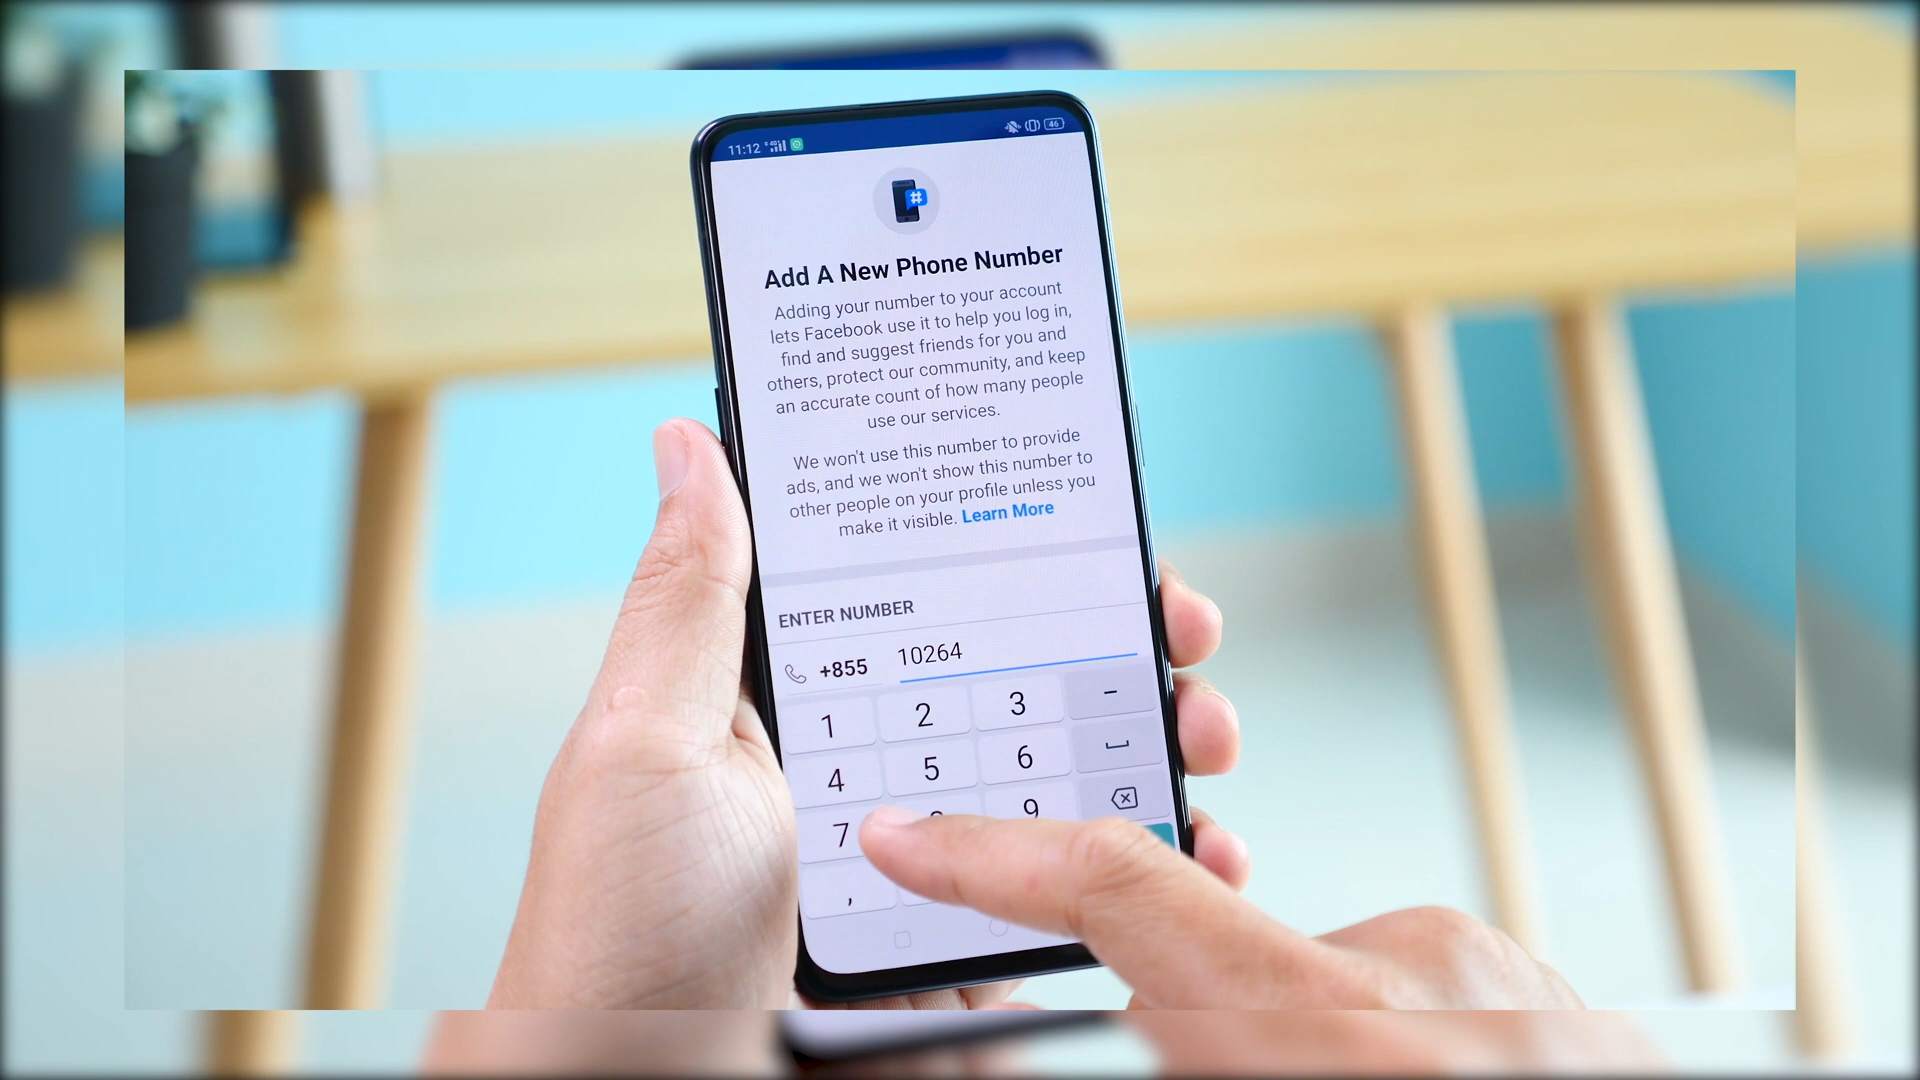 11:12
46
Add A New Phone Number
Adding your number to your account
lets Facebook use it to help you log in,
find and suggest friends for you and
others, protect our community, and keep
an accurate count of how many people
use our services.
We won't use this number to provide
ads, and we won't show this number to
other people on your profile unless you
make it visible. Learn More
ENTER NUMBER
+855 10264
1 2 3 -
4 5 6
7 9
,